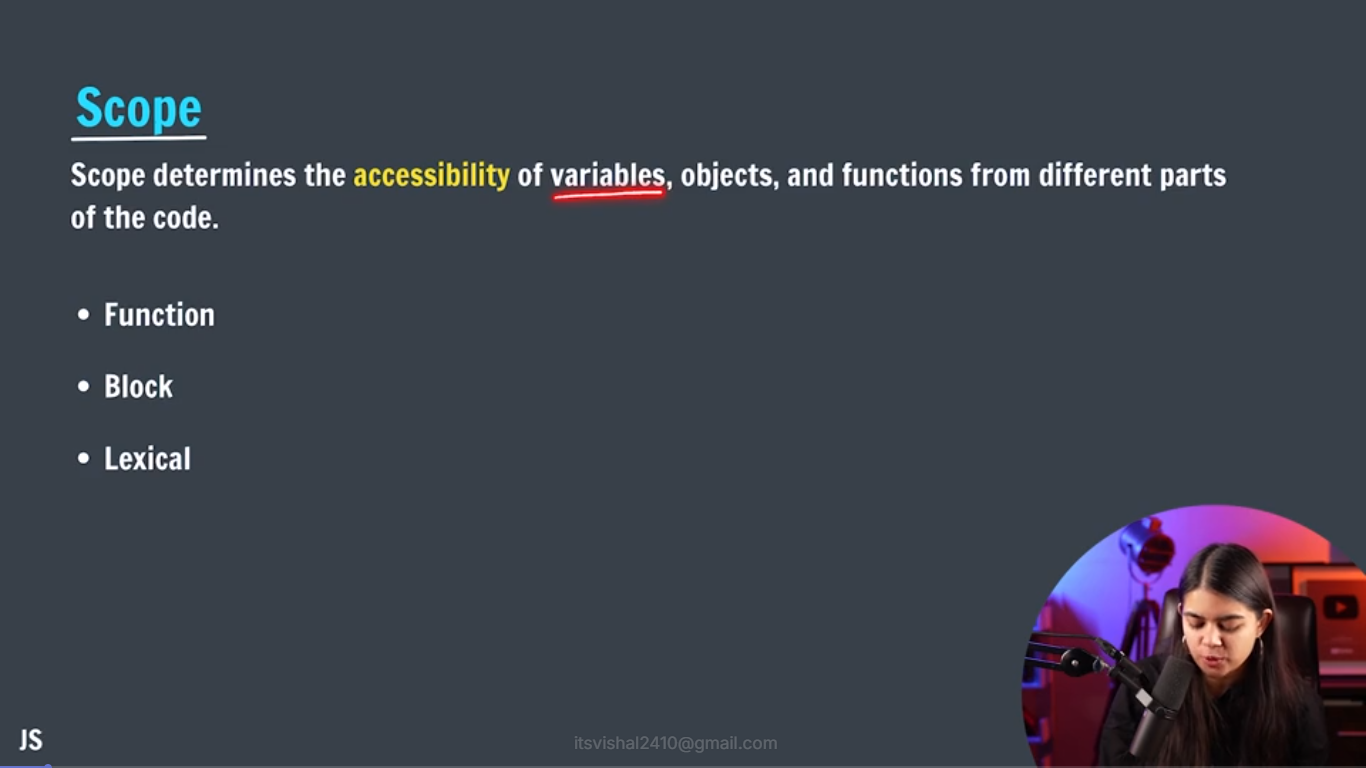 Scope
Scope determines the accessibility of variables, objects, and functions from different parts
of the code.
• Function
• Block
• Lexical
JS
itsvishal2410@gmail.com